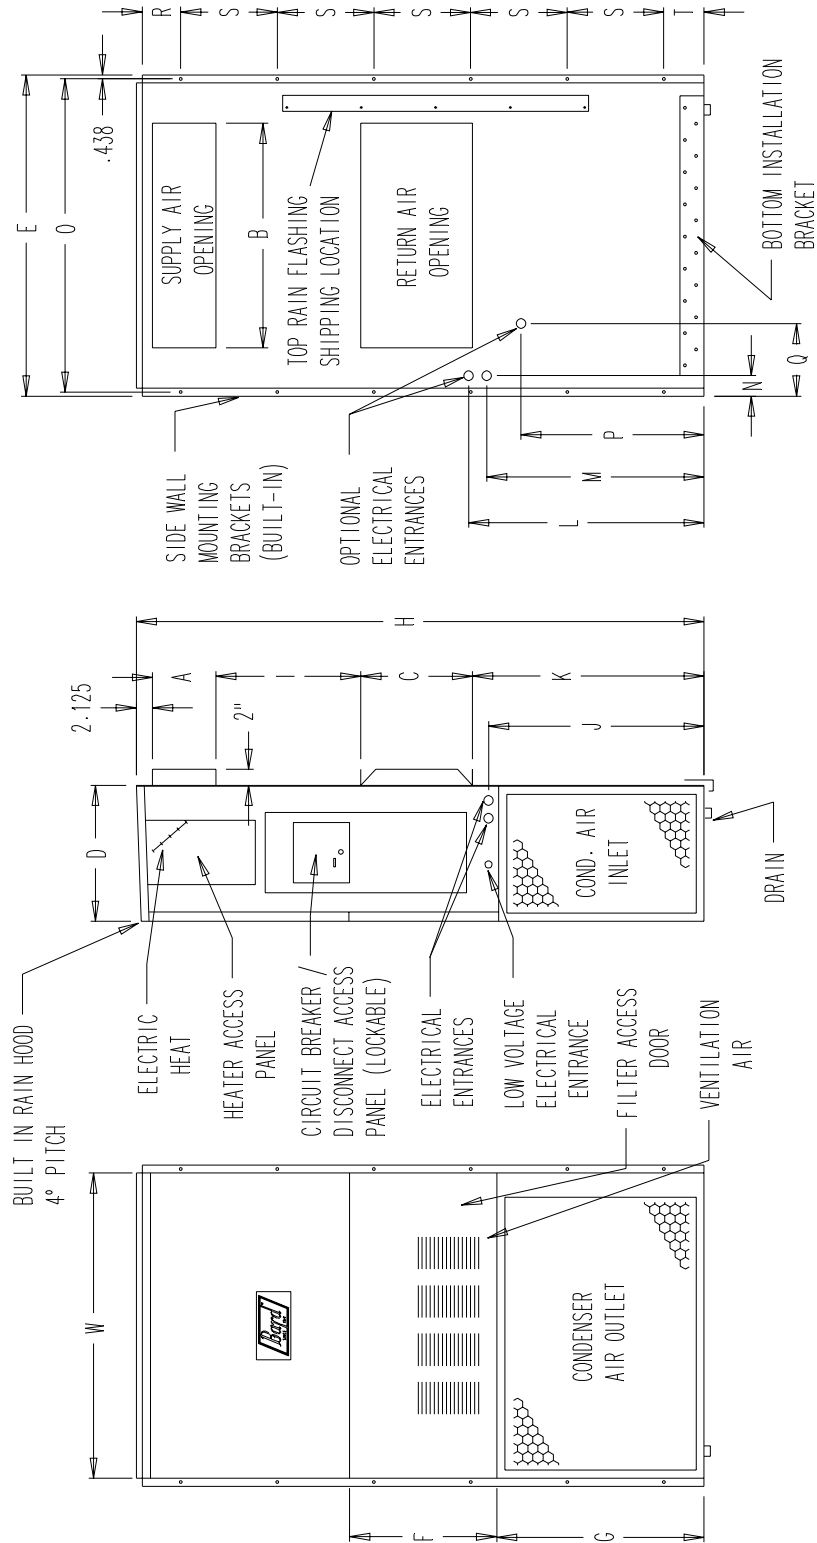 W
BUILT IN RAIN HOOD
4° PITCH
Bard
F
G
CONDENSER
AIR OUTLET
D
2.125
A
I
C
K
J
H
2"
ELECTRIC
HEAT
HEATER ACCESS
PANEL
CIRCUIT BREAKER /
DISCONNECT ACCESS
PANEL (LOCKABLE)
ELECTRICAL
ENTRANCES
LOW VOLTAGE
ELECTRICAL
ENTRANCE
FILTER ACCESS
DOOR
VENTILATION
AIR
COND. AIR
INLET
DRAIN
E
O
.438
R
S
S
S
S
S
T
SUPPLY AIR
OPENING
B
TOP RAIN FLASHING
SHIPPING LOCATION
RETURN AIR
OPENING
SIDE WALL
MOUNTING
BRACKETS
(BUILT-IN)
OPTIONAL
ELECTRICAL
ENTRANCES
L
M
P
N
Q
BOTTOM INSTALLATION
BRACKET